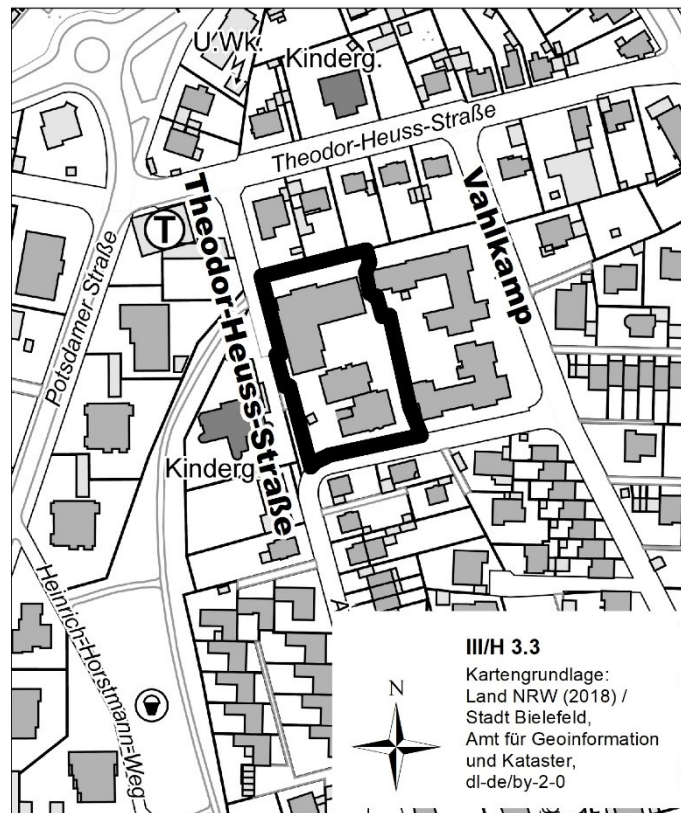 U.Wk.
Kinderg.
Theodor-Heuss-Straße
Vahlkamp
T
Theodor-Heuss-Straße
Potsdamer Straße
Kinderg.
Heinrich-Horstmann-Weg
A
III/H 3.3
Kartengrundlage:
Land NRW (2018) /
Stadt Bielefeld,
Amt für Geoinformation
und Kataster,
dl-de/by-2-0
N